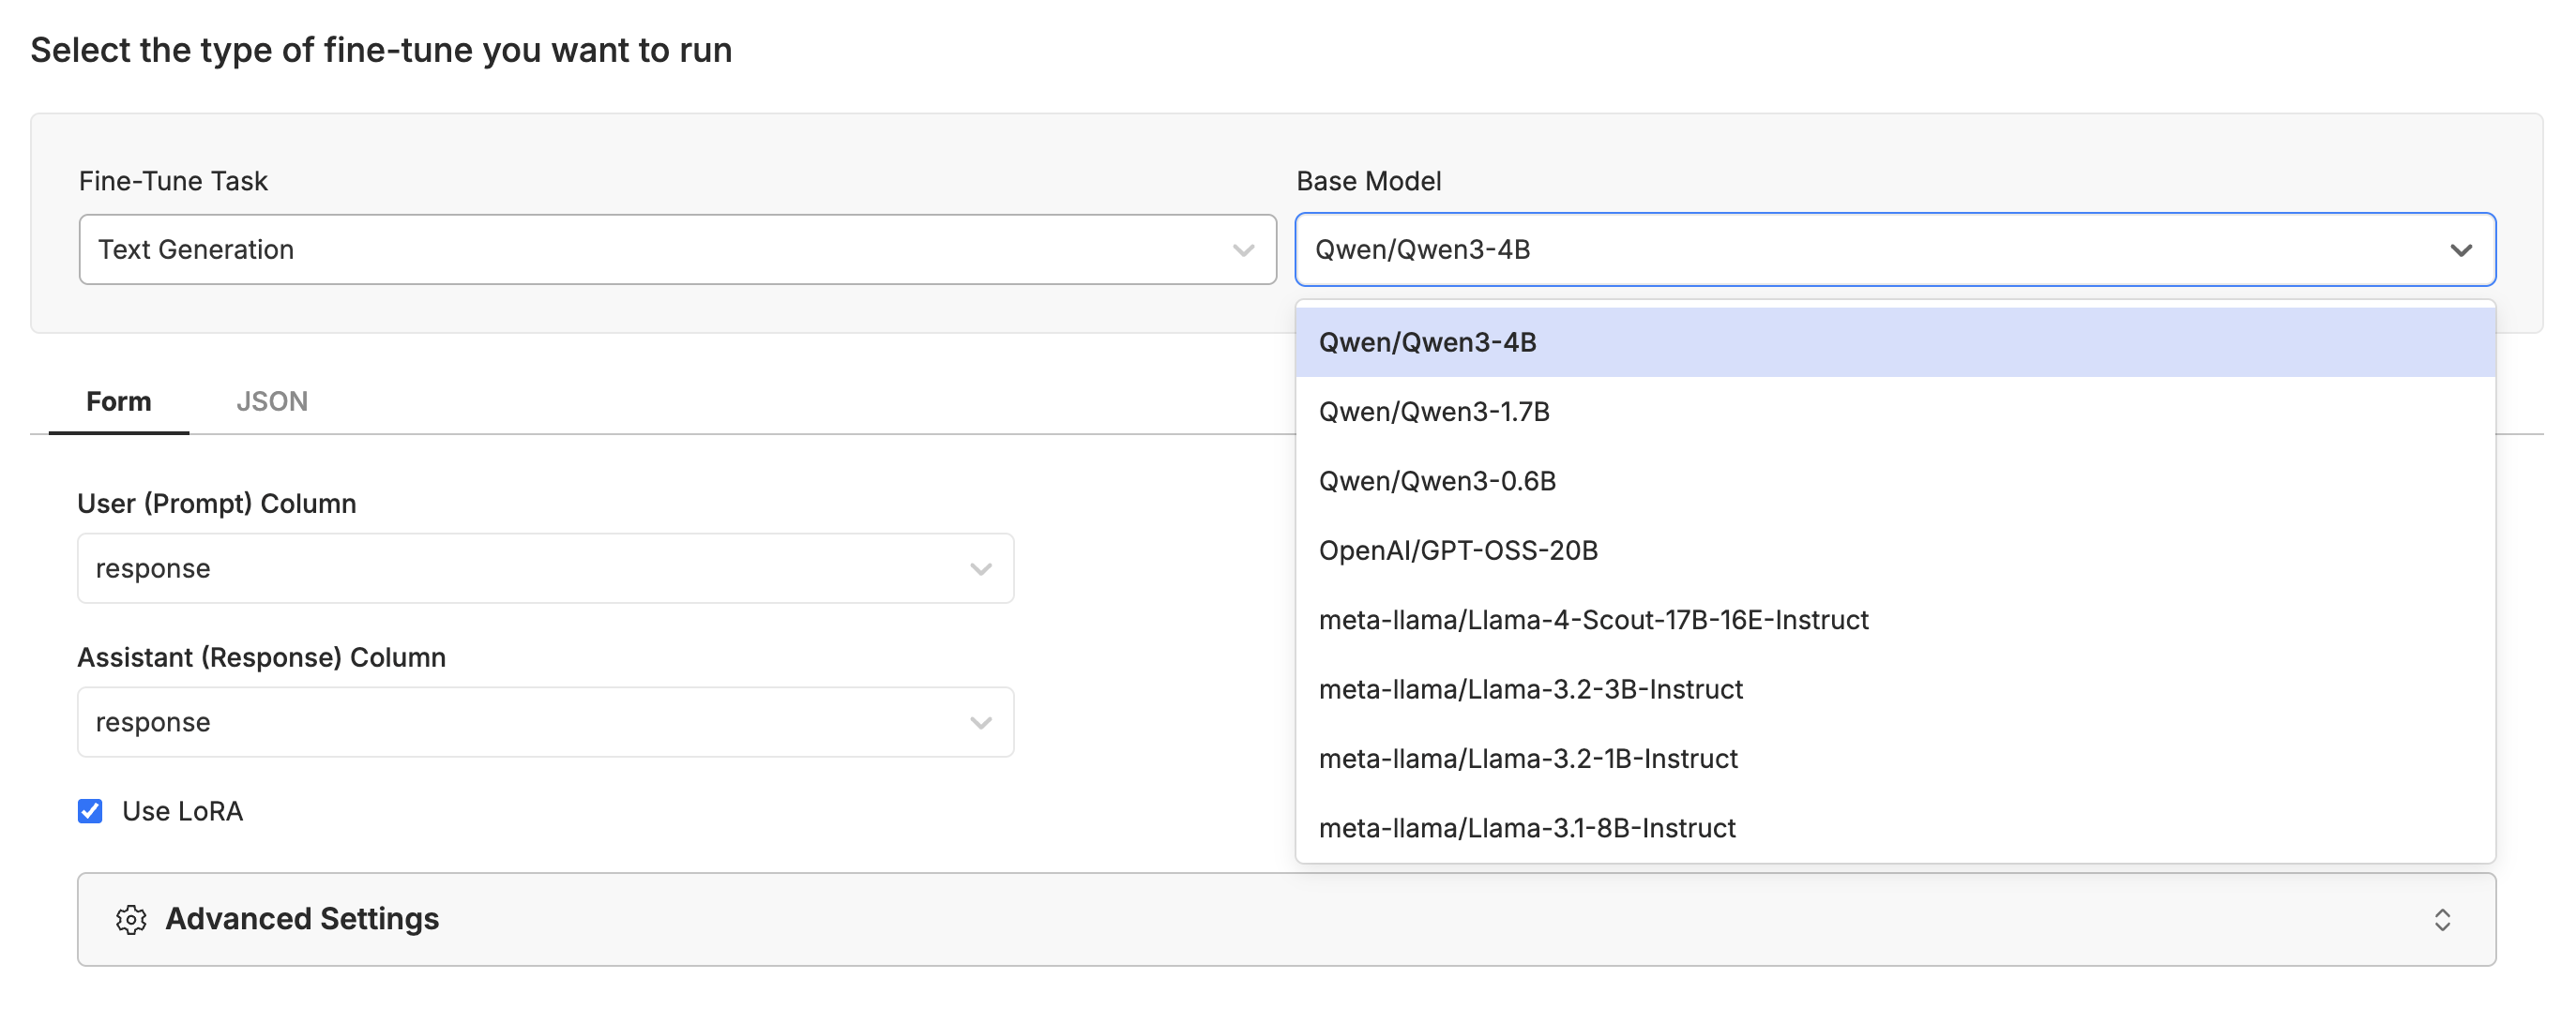 Select the type of fine-tune you want to run
Fine-Tune Task
Base Model
Text Generation
Qwen/Qwen3-4B
Qwen/Qwen3-4B
Qwen/Qwen3-1.7B
Qwen/Qwen3-0.6B
OpenAI/GPT-OSS-20B
meta-llama/Llama-4-Scout-17B-16E-Instruct
meta-llama/Llama-3.2-3B-Instruct
meta-llama/Llama-3.2-1B-Instruct
meta-llama/Llama-3.1-8B-Instruct
Form
JSON
User (Prompt) Column
response
Assistant (Response) Column
response
Use LoRA
Advanced Settings